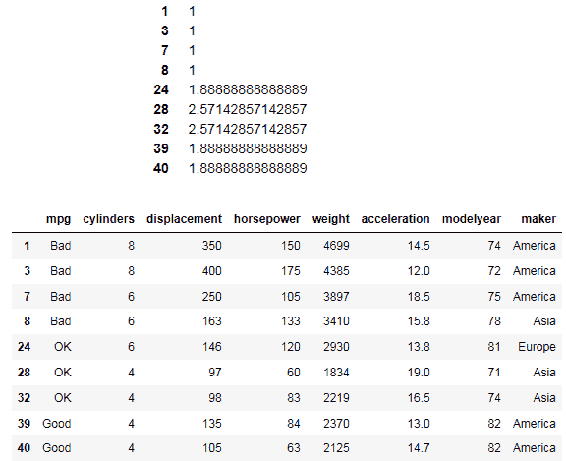 1 1
3 1
7 1
8 1
24 1.88888888888889
28 2.57142857142857
32 2.57142857142857
39 1.88888888888889
40 1.88888888888889
mpg cylinders displacement horsepower weight acceleration modelyear maker
1 Bad 8 350 150 4699 14.5 74 America
3 Bad 8 400 175 4385 12.0 72 America
7 Bad 6 250 105 3897 18.5 75 America
8 Bad 6 163 133 3410 15.8 78 Asia
24 OK 6 146 120 2930 13.8 81 Europe
28 OK 4 97 60 1834 19.0 71 Asia
32 OK 4 98 83 2219 16.5 74 Asia
39 Good 4 135 84 2370 13.0 82 America
40 Good 4 105 63 2125 14.7 82 America